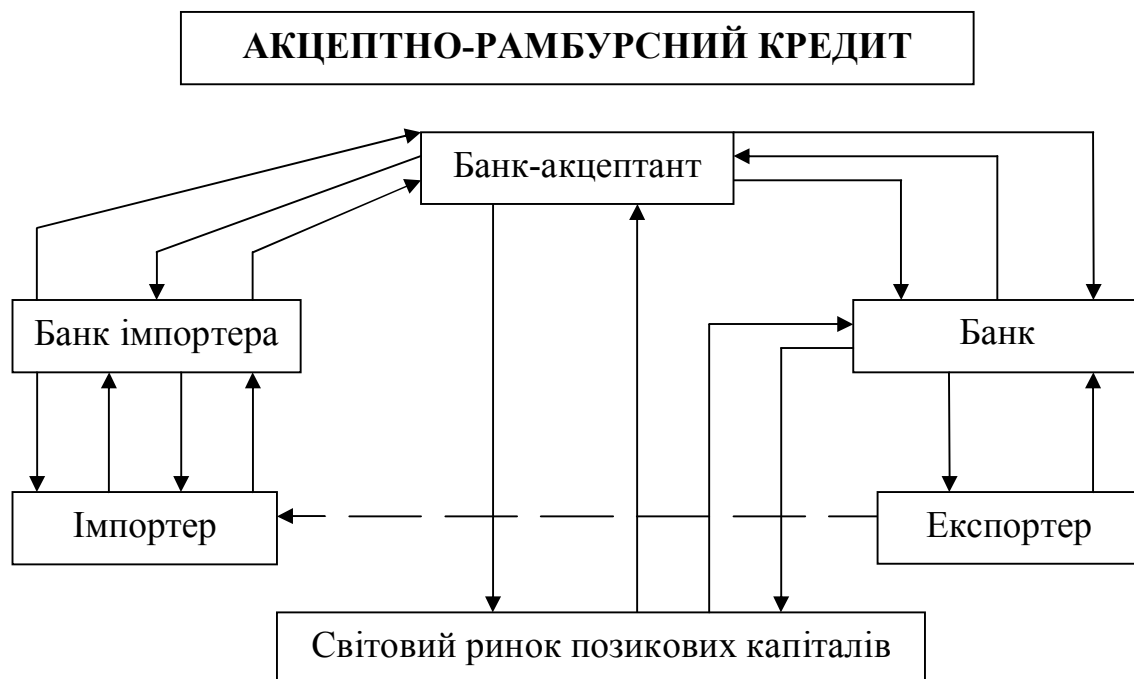 АКЦЕПТНО-РАМБУРСНИЙ КРЕДИТ
Банк-акцептант
Банк імпортера
Банк
Імпортер
Експортер
Світовий ринок позикових капіталів